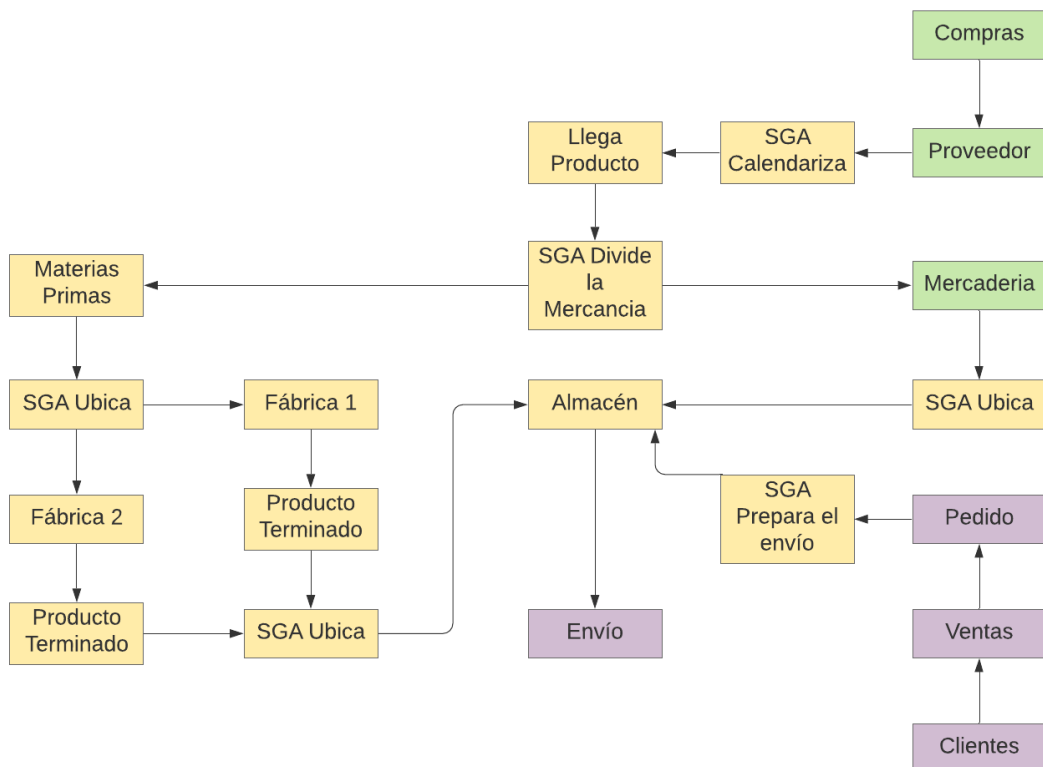 Compras
Llega
Producto
SGA
Calendariza
Proveedor
Materias
Primas
SGA Divide
la
Mercancia
Mercaderia
SGA Ubica
Fábrica 1
Almacén
SGA Ubica
Fábrica 2
Producto
Terminado
SGA
Prepara el
envío
Pedido
Producto
Terminado
SGA Ubica
Envío
Ventas
Clientes